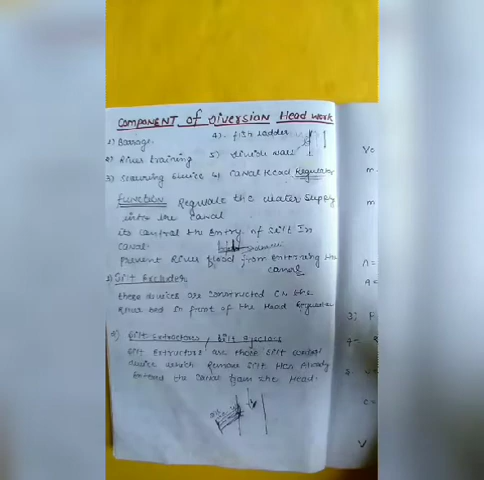 COMPONENT of Diversion Head work
1) Barrage. 4). fish ladder
2) River training 5) divide wall
3) Scouring sluice 6) canal Head Regulator
Function Regulate the water supply
into the canal
its control the entry of silt In
canal.
prevent River flood from entering the
canal
1) Silt Excluder
these devices are constructed On the
River bed in front of the Head Regulator
2) Silt Extractors, Silt ejectors
Silt Extractors are those silt control
device which remove silt Has already
the canal from the Head.
m
m
A=
3)
2.
C=
V